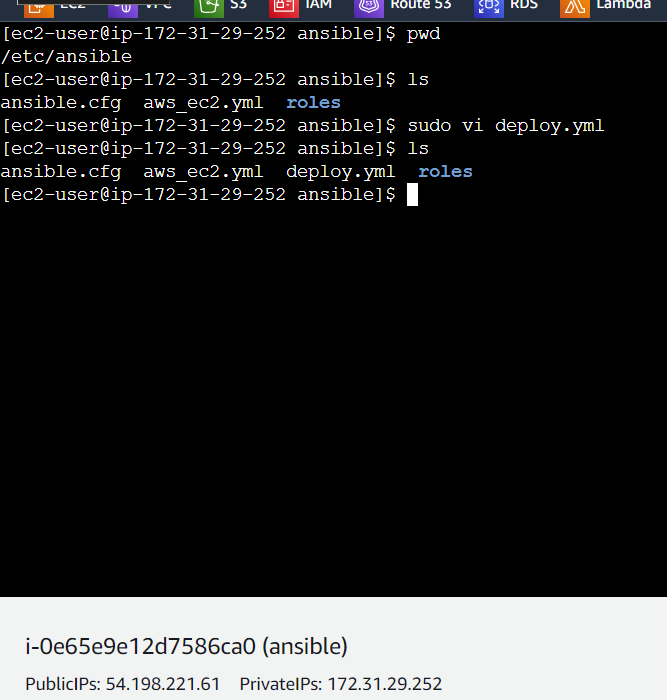 EC2 VPC S3 IAM Route 53 RDS Lambda
[ec2-user@ip-172-31-29-252 ansible]$ pwd
/etc/ansible
[ec2-user@ip-172-31-29-252 ansible]$ ls
ansible.cfg  aws_ec2.yml  roles
[ec2-user@ip-172-31-29-252 ansible]$ sudo vi deploy.yml
[ec2-user@ip-172-31-29-252 ansible]$ ls
ansible.cfg  aws_ec2.yml  deploy.yml  roles
[ec2-user@ip-172-31-29-252 ansible]$
i-0e65e9e12d7586ca0 (ansible)
PublicIPs: 54.198.221.61 PrivateIPs: 172.31.29.252